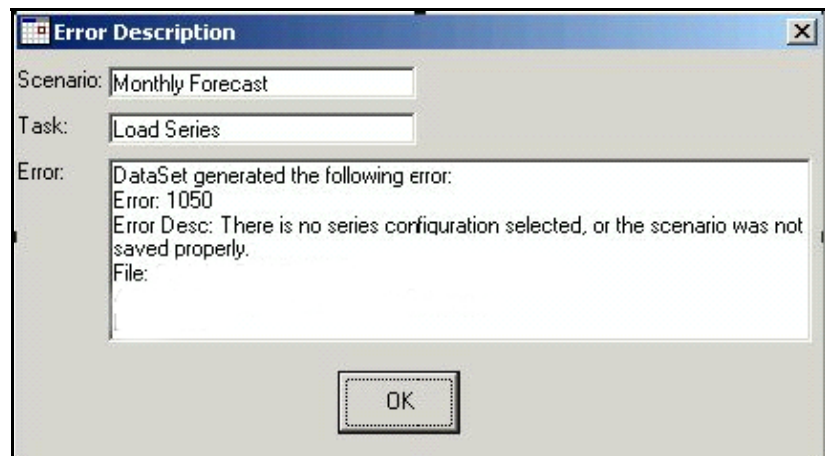 Error Description
Scenario: Monthly Forecast
Task: Load Series
Error: DataSet generated the following error:
Error: 1050
Error Desc: There is no series configuration selected, or the scenario was not
saved properly.
File:
OK